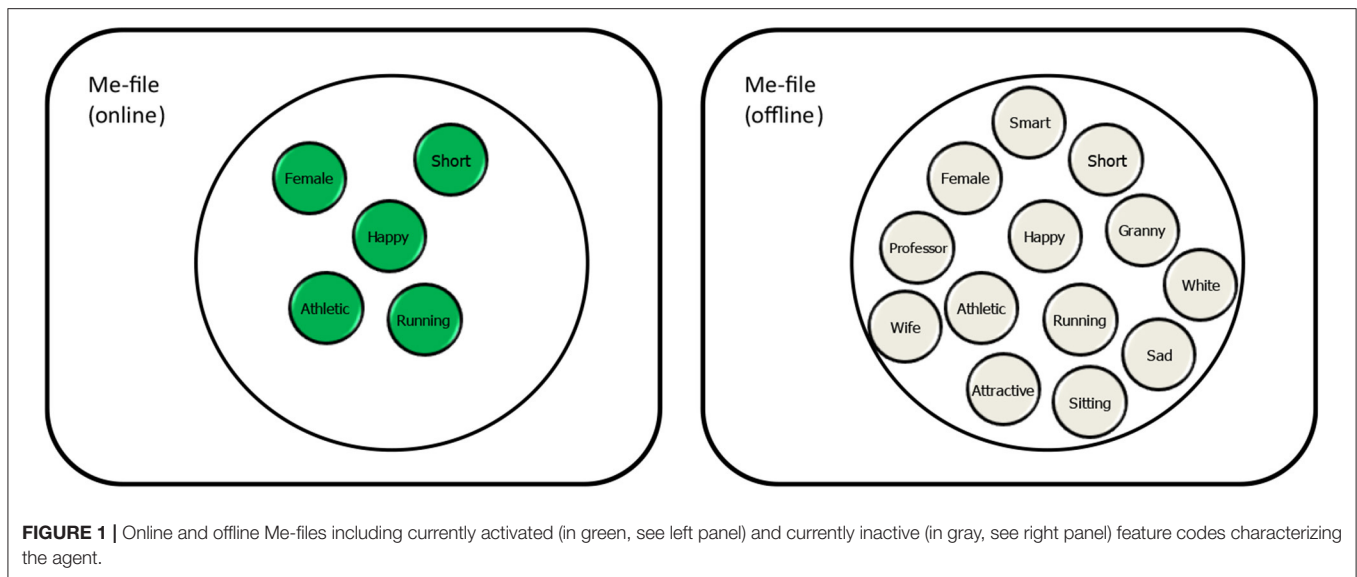 Me-file
(online)
Female
Short
Happy
Athletic
Running
Me-file
(offline)
Smart
Short
Female
Professor
Happy
Granny
White
Wife
Athletic
Running
Sad
Attractive
Sitting
FIGURE 1 | Online and offline Me-files including currently activated (in green, see left panel) and currently inactive (in gray, see right panel) feature codes characterizing
the agent.